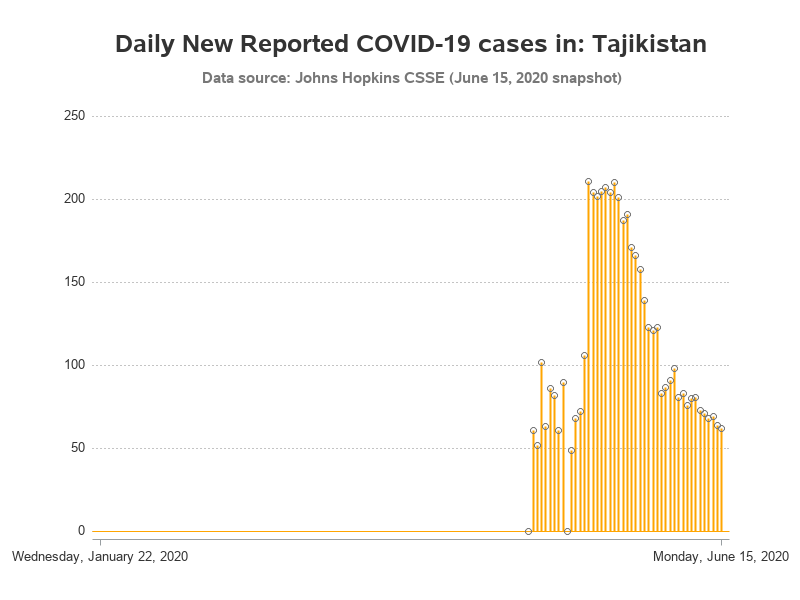 Daily New Reported COVID-19 cases in: Tajikistan
Data source: Johns Hopkins CSSE (June 15, 2020 snapshot)
250
200
150
100
50
0
Wednesday, January 22, 2020
Monday, June 15, 2020